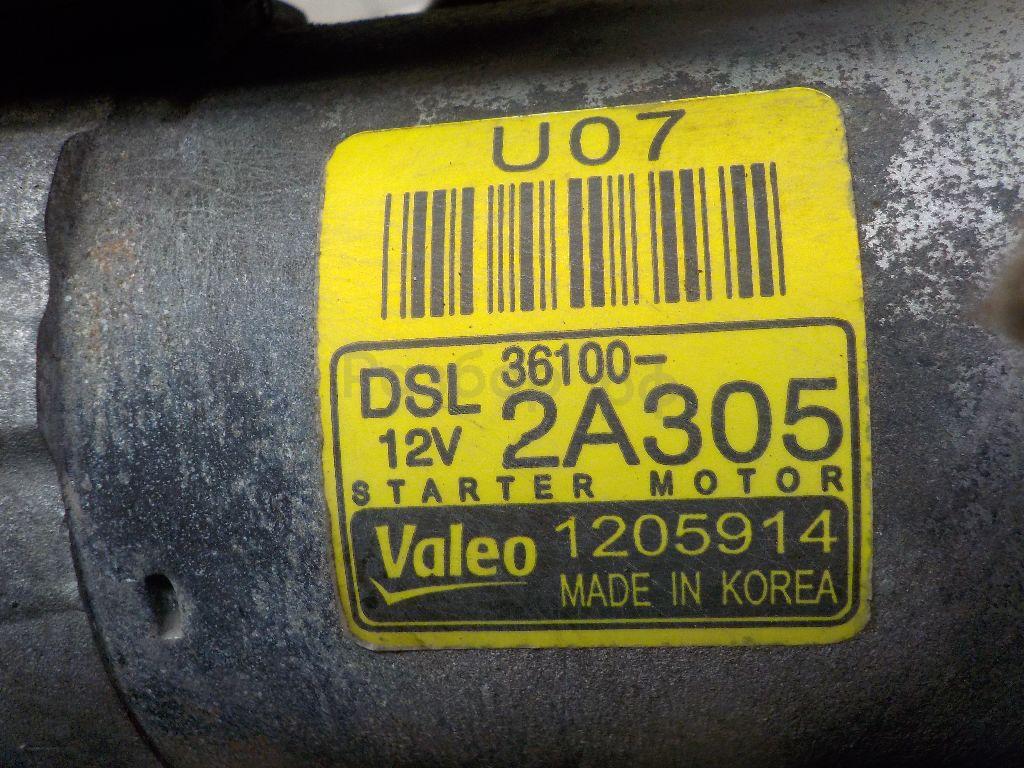 U07
36100-
DSL 2A305
12V
STARTER MOTOR
Valeo 1205914
MADE IN KOREA